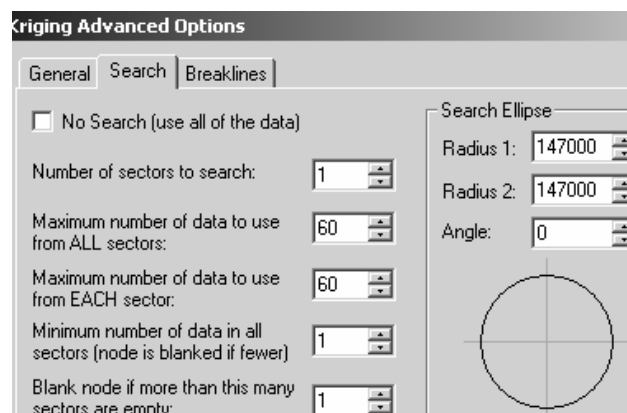 Kriging Advanced Options
General Search Breaklines
No Search (use all of the data)
Number of sectors to search: 1
Maximum number of data to use
from ALL sectors: 60
Maximum number of data to use
from EACH sector: 60
Minimum number of data in all
sectors (node is blanked if fewer) 1
Blank node if more than this many
sectors are empty: 1
Search Ellipse
Radius 1: 147000
Radius 2: 147000
Angle: 0